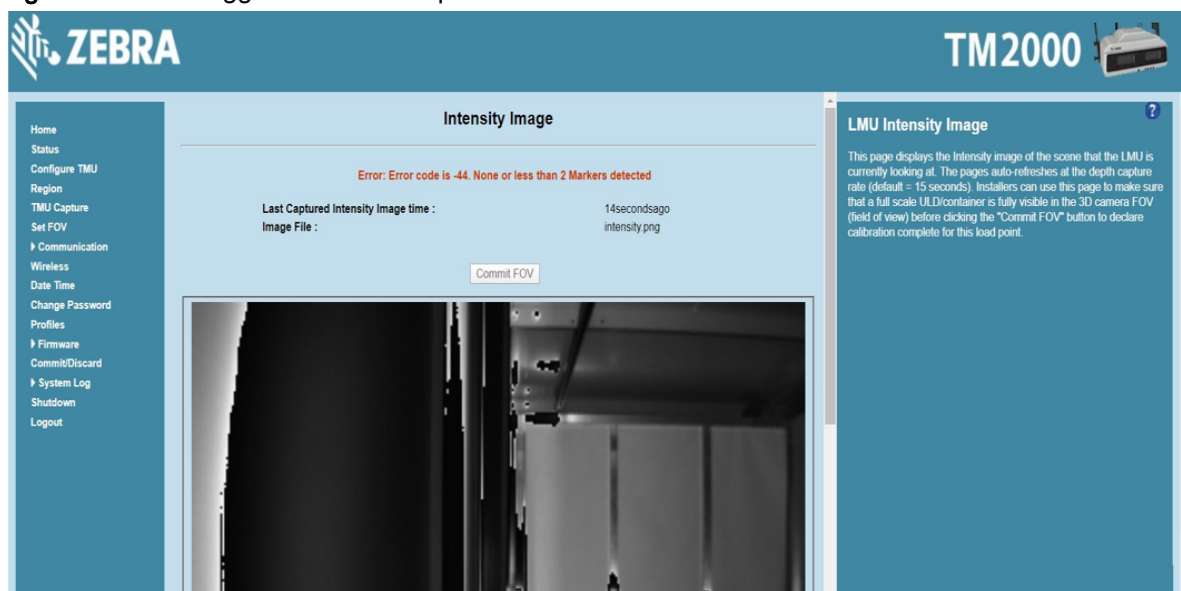 ZEBRA
TM2000
Home
Status
Configure TMU
Region
TMU Capture
Set FOV
Communication
Wireless
Date Time
Change Password
Profiles
Firmware
Commit/Discard
System Log
Shutdown
Logout
Intensity Image
Error: Error code is -44. None or less than 2 Markers detected
Last Captured Intensity Image time : 14secondsago
Image File : intensity.png
Commit FOV
?
LMU Intensity Image
This page displays the Intensity image of the scene that the LMU is
currently looking at. The pages auto-refreshes at the depth capture
rate (default = 15 seconds). Installers can use this page to make sure
that a full scale ULD/container is fully visible in the 3D camera FOV
(field of view) before clicking the "Commit FOV" button to declare
calibration complete for this load point.